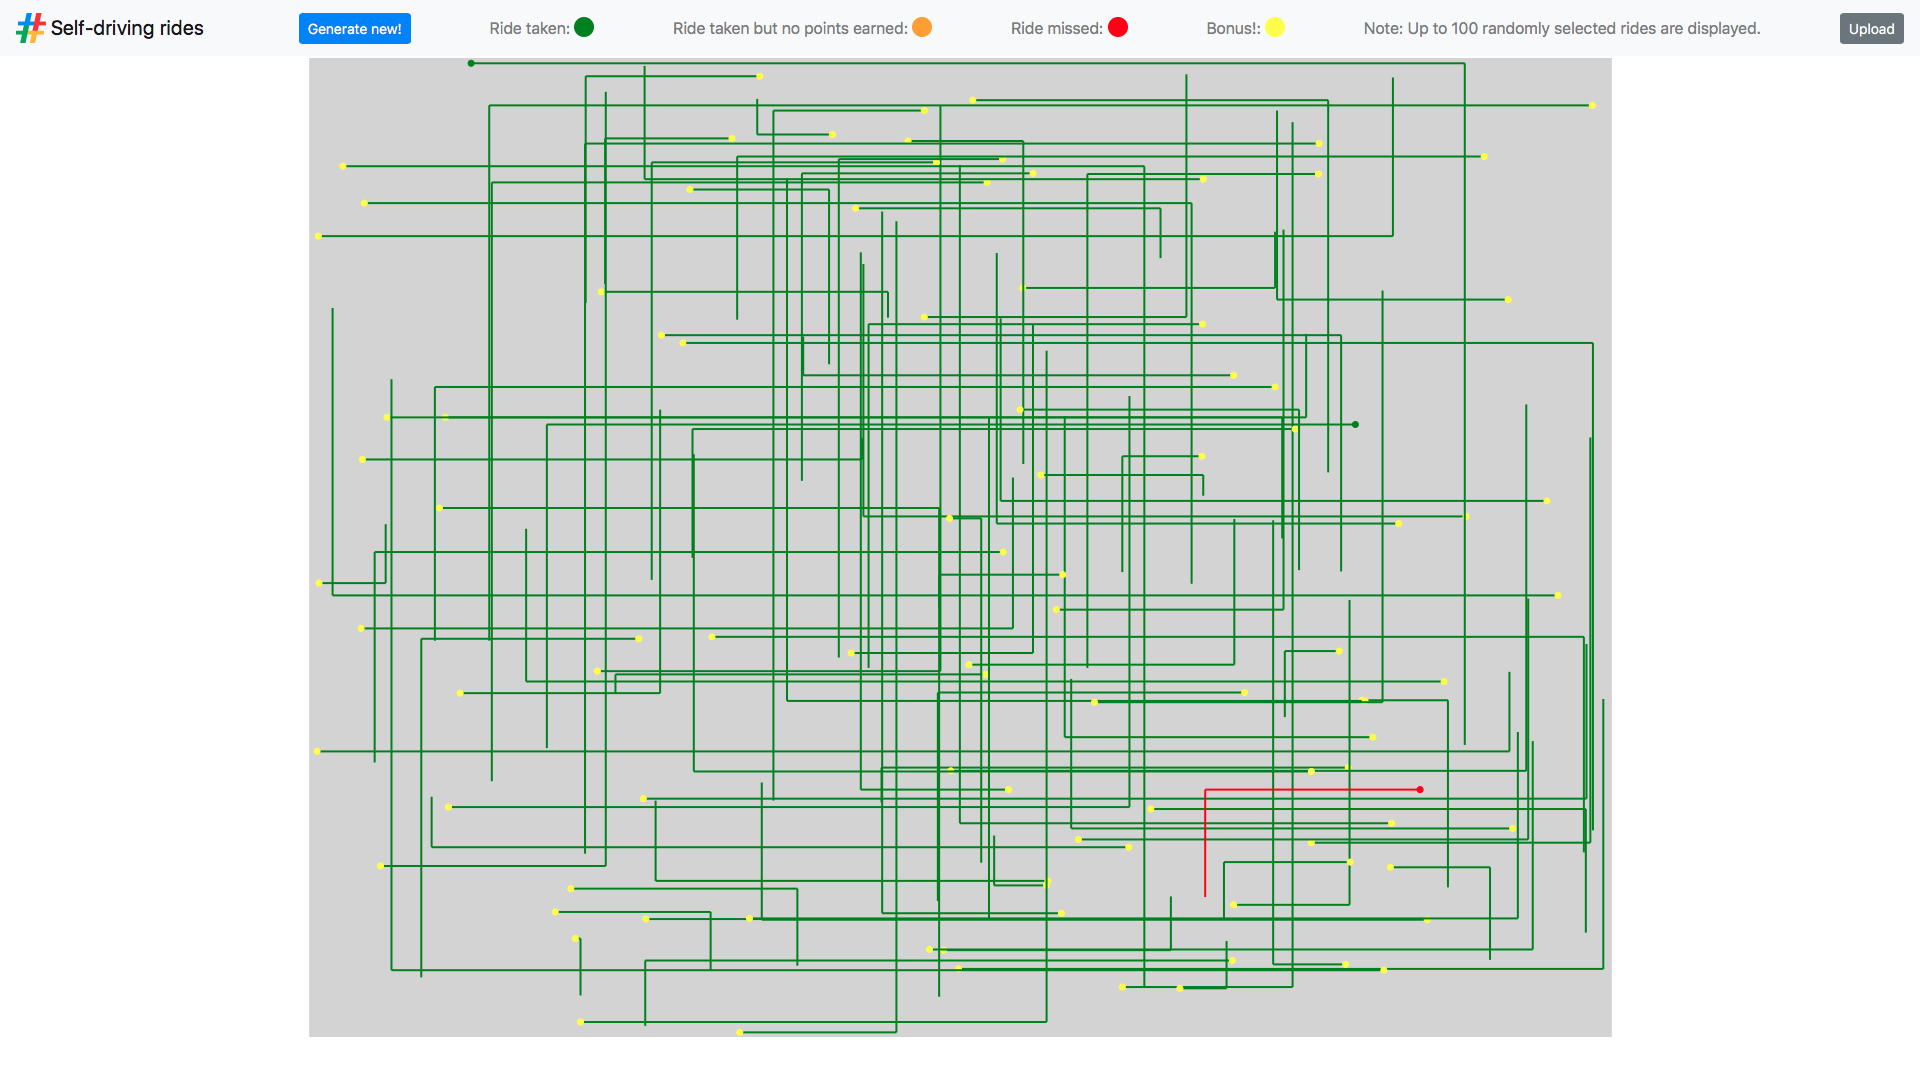 Self-driving rides
Generate new!
Ride taken:
Ride taken but no points earned:
Ride missed:
Bonus!:
Note: Up to 100 randomly selected rides are displayed.
Upload